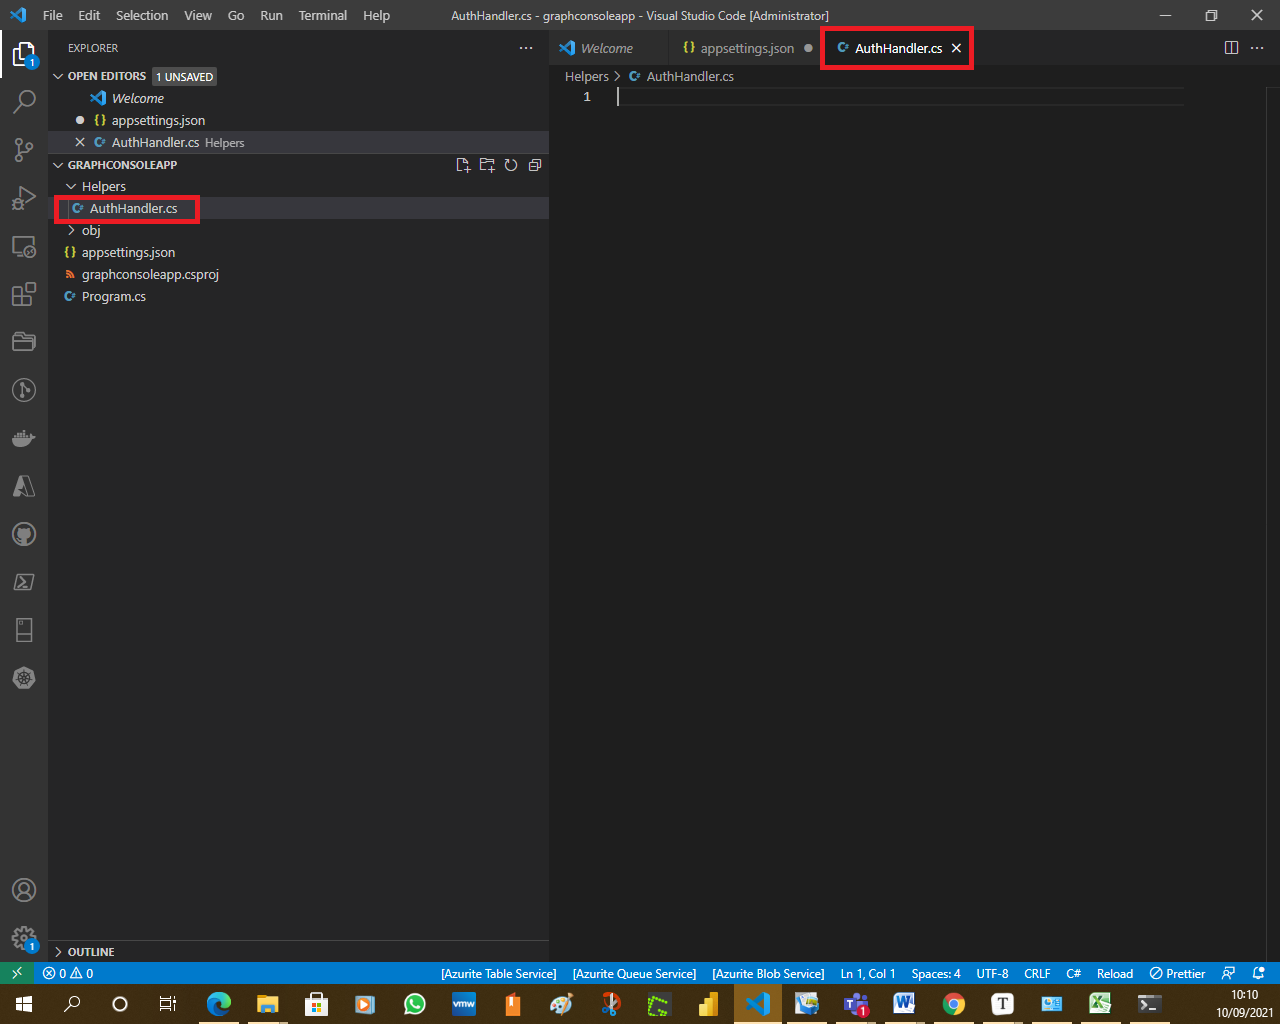 File Edit Selection View Go Run Terminal Help AuthHandler.cs - graphconsoleapp - Visual Studio Code [Administrator]
EXPLORER
OPEN EDITORS 1 UNSAVED
Welcome
appsettings.json
AuthHandler.cs Helpers
GRAPHCONSOLEAPP
Helpers
AuthHandler.cs
obj
appsettings.json
graphconsoleapp.csproj
Program.cs
OUTLINE
Welcome appsettings.json AuthHandler.cs
Helpers > AuthHandler.cs
1
1
1
0 0 [Azurite Table Service] [Azurite Queue Service] [Azurite Blob Service] Ln 1, Col 1 Spaces: 4 UTF-8 CRLF C# Reload Prettier
vmw T 1 W
10:10
10/09/2021